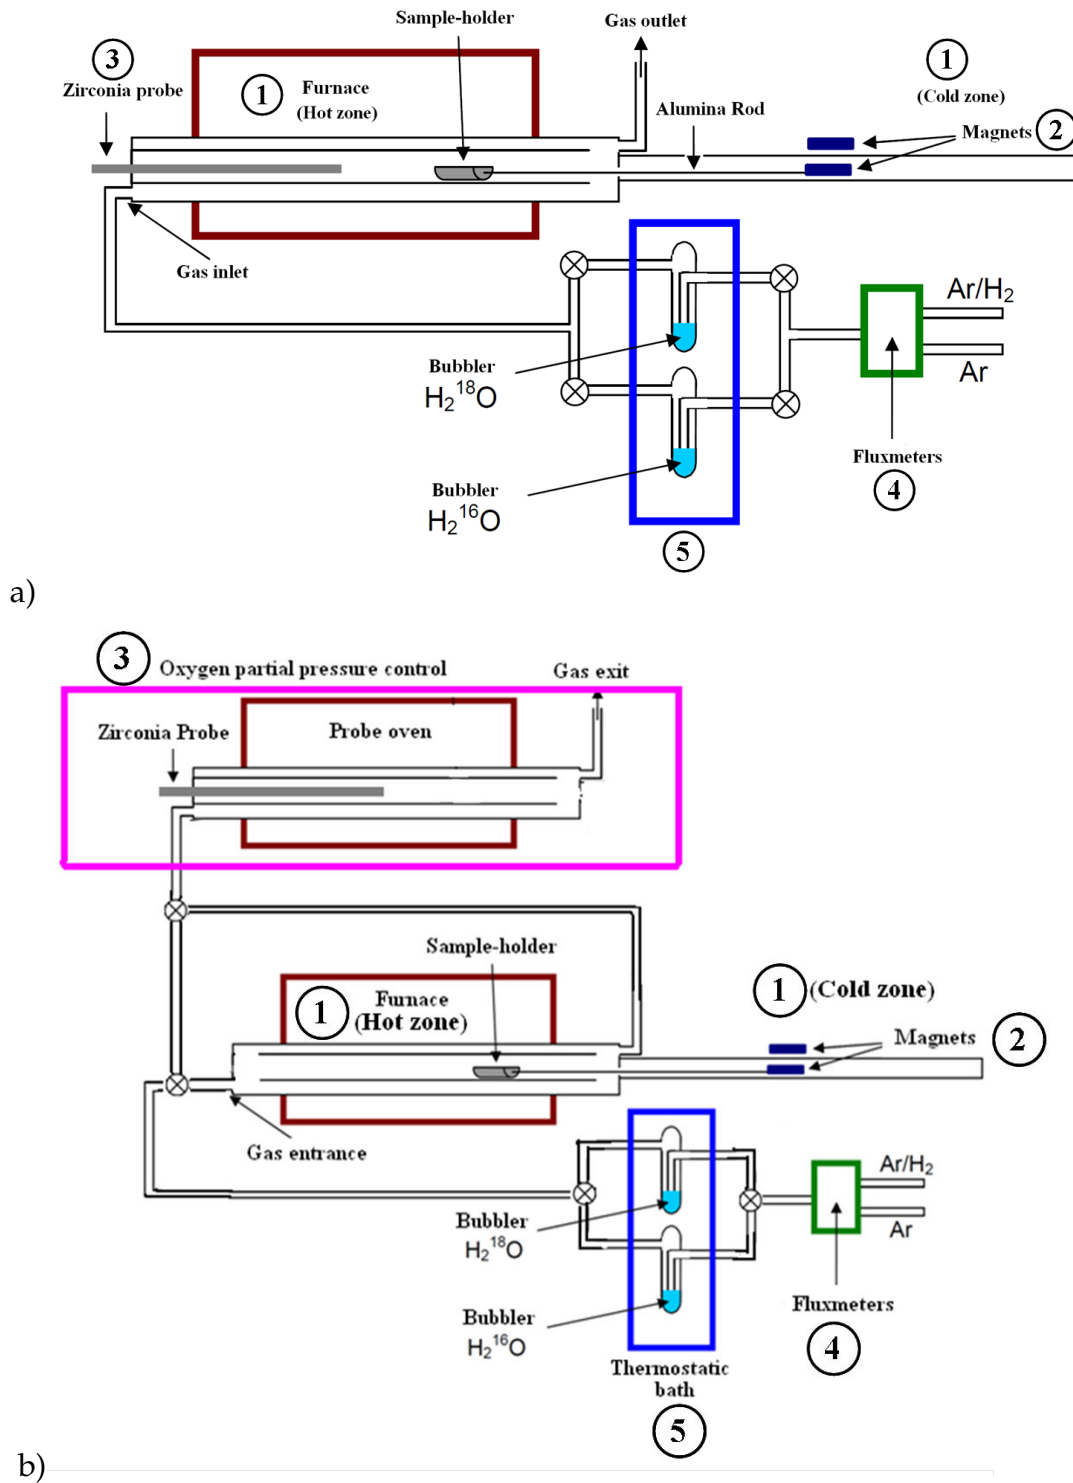 Sample-holder
Gas outlet
3
Zirconia probe
1
Furnace
(Hot zone)
1
(Cold zone)
Alumina Rod
Magnets
2
Gas inlet
Ar/H2
Ar
Bubbler
H2 18O
Fluxmeters
4
Bubbler
H2 16O
5
a)
3
Oxygen partial pressure control
Gas exit
Zirconia Probe
Probe oven
Sample-holder
1
Furnace
(Hot zone)
1
(Cold zone)
Magnets
2
Gas entrance
Ar/H2
Ar
Bubbler
H2 18O
Bubbler
H2 16O
Fluxmeters
4
Thermostatic
bath
5
b)